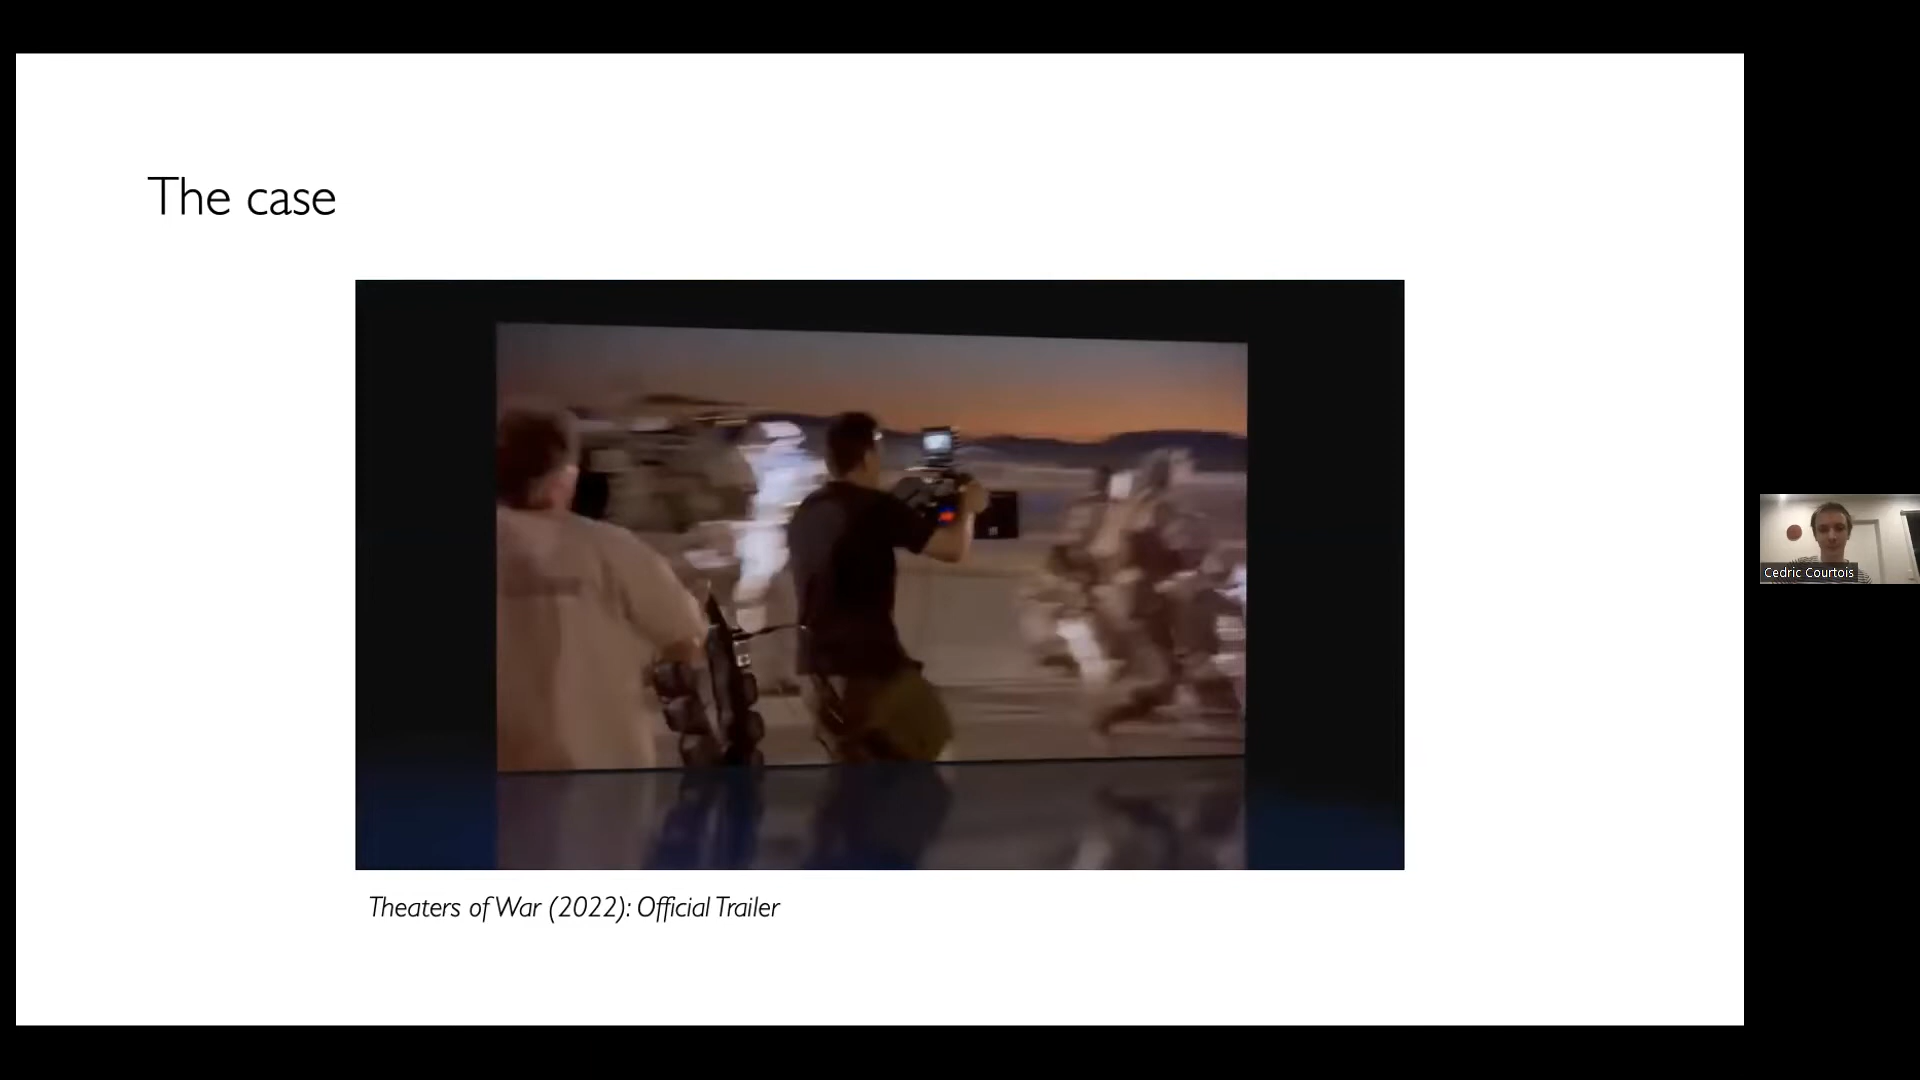 The case
Theaters of War (2022): Official Trailer
Cedric Courtois